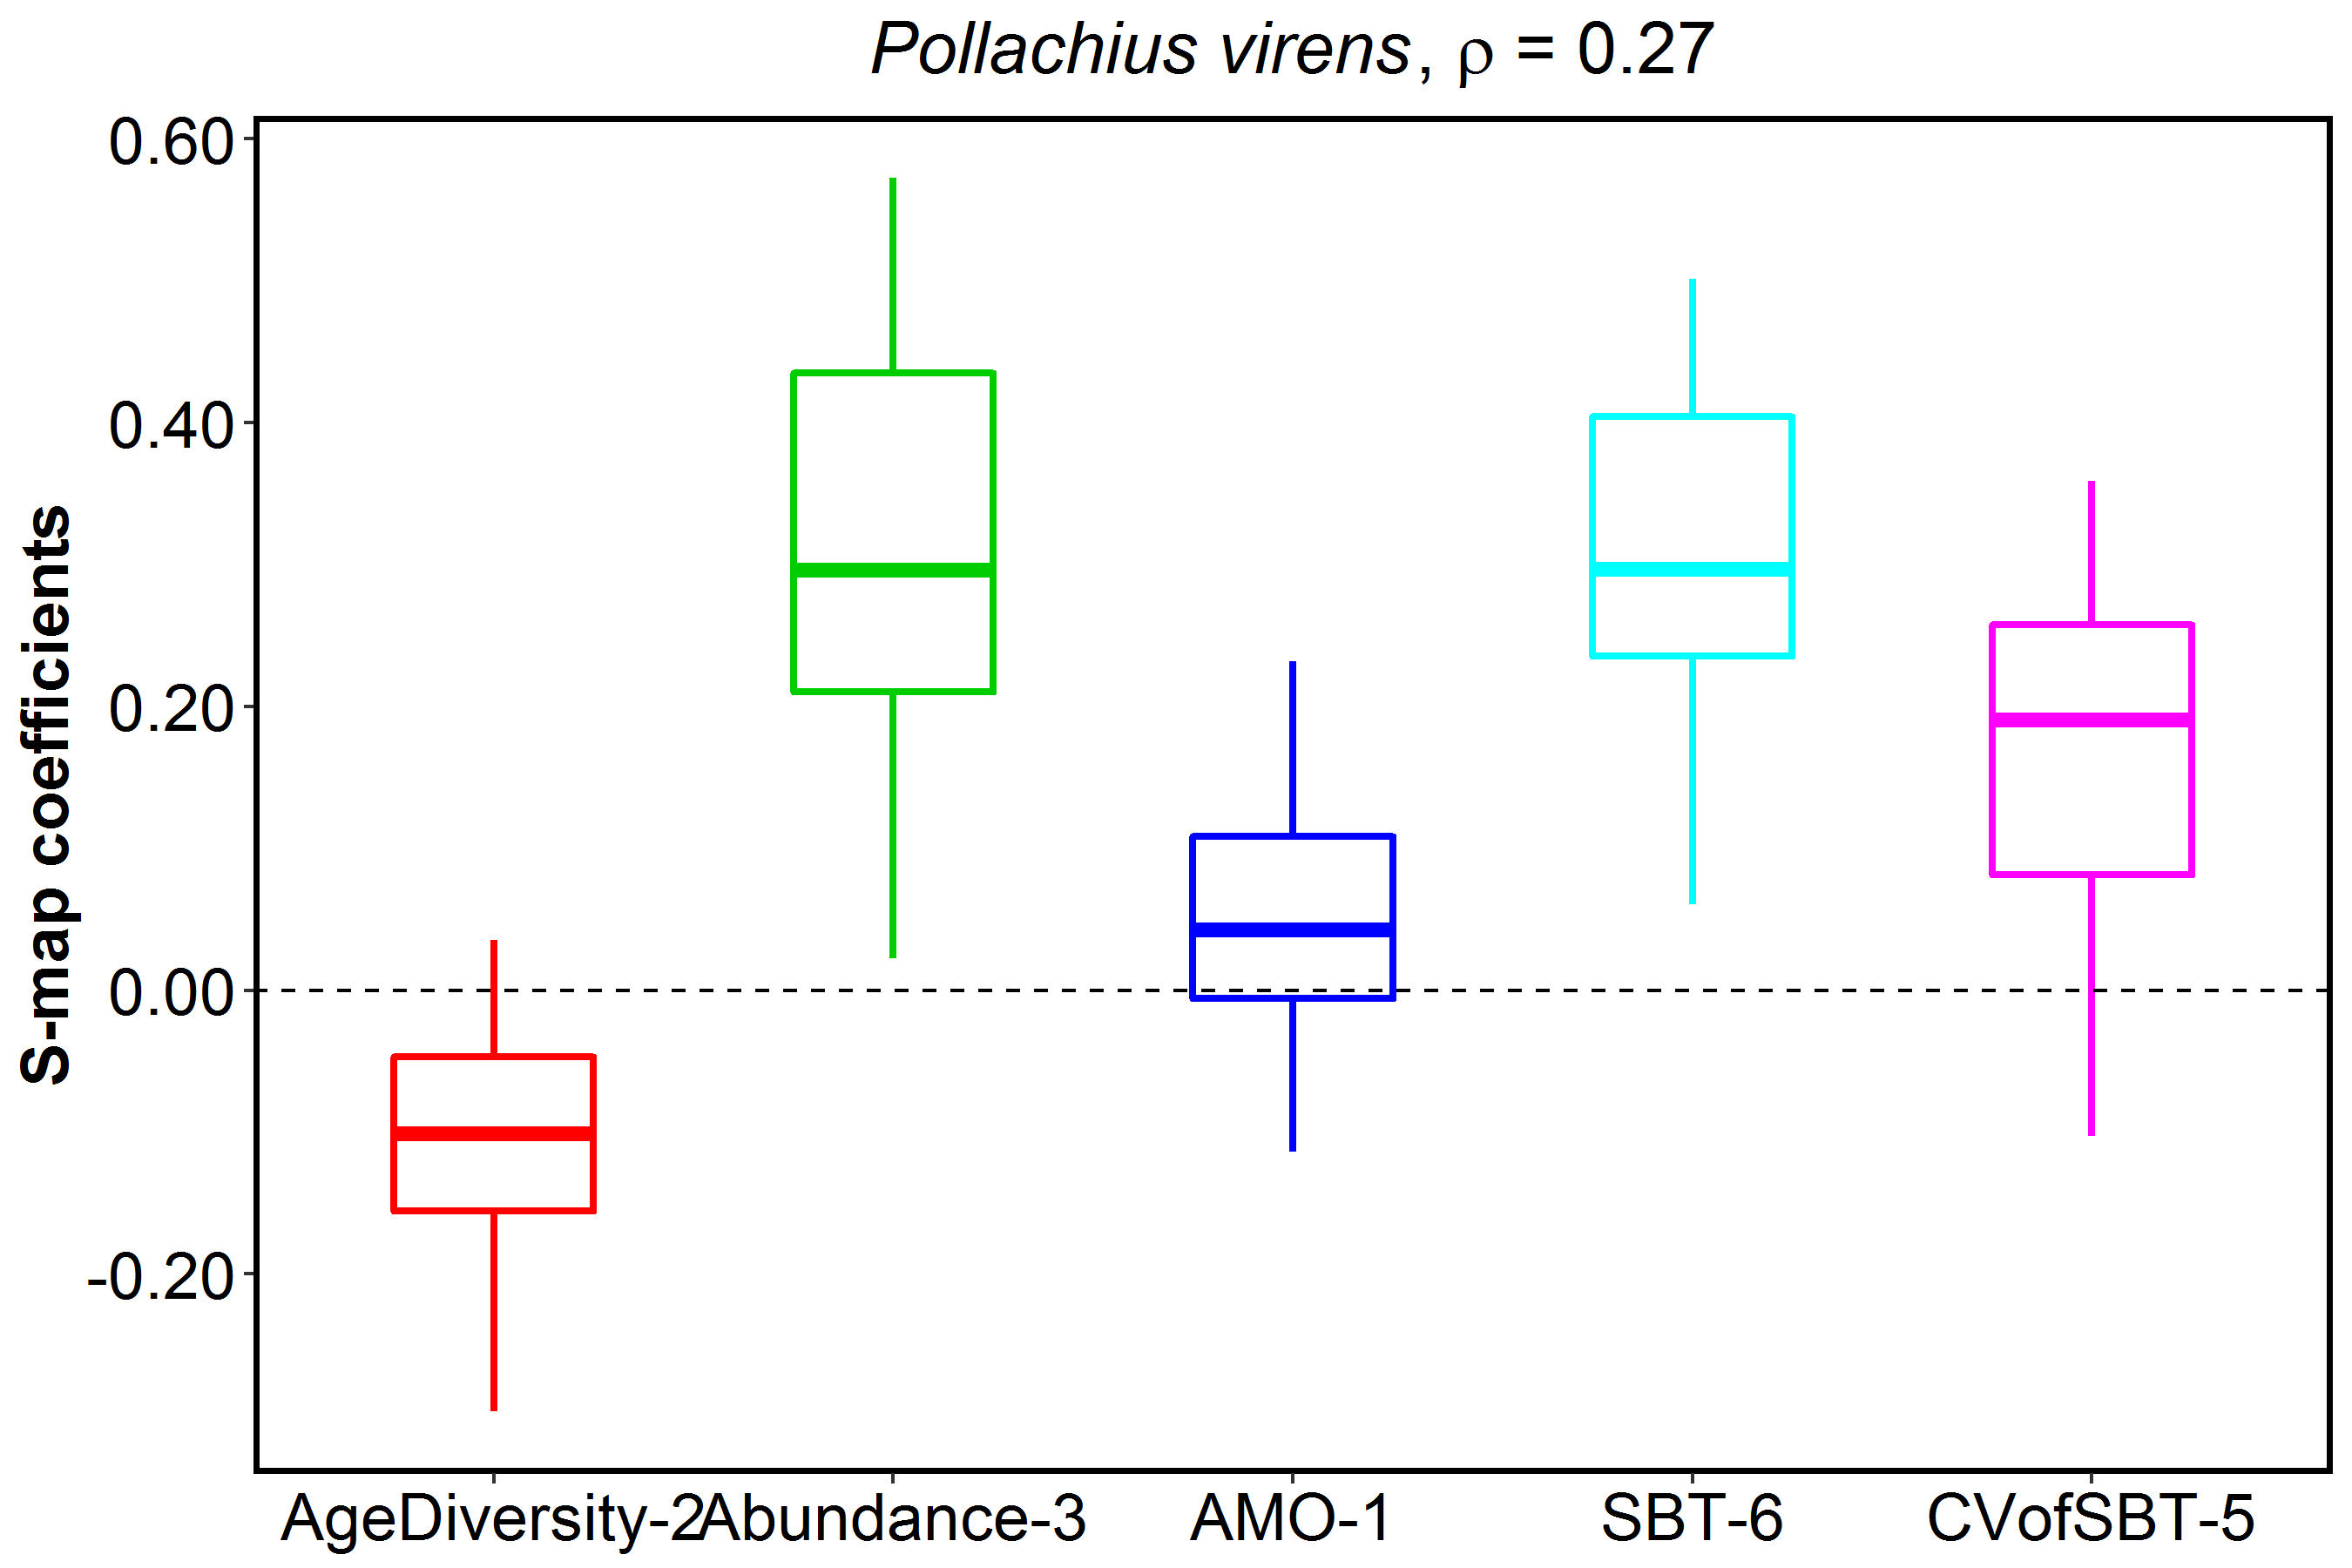 Pollachius virens, ρ = 0.27
S-map coefficients
0.60
0.40
0.20
0.00
-0.20
AgeDiversity-2 Abundance-3 AMO-1 SBT-6 CVofSBT-5